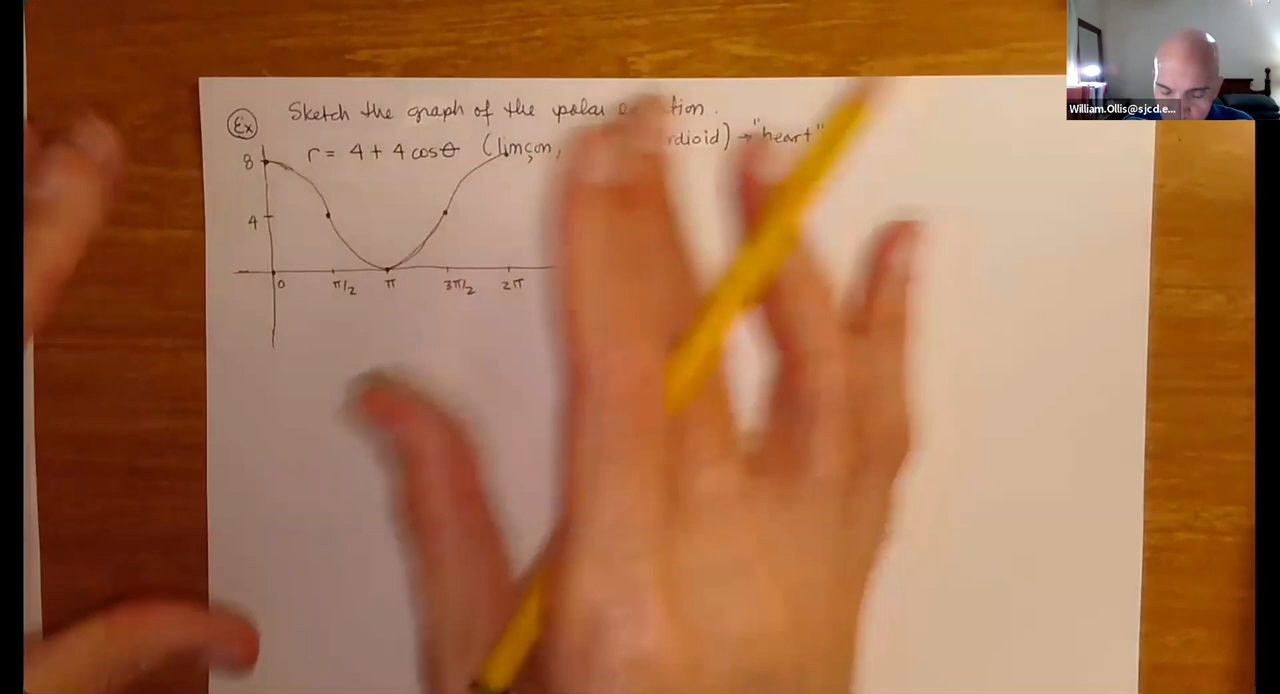 Ex Sketch the graph of the polar
r = 4 + 4 cosθ (limçon, "heart"
8
4
0 π/2 π 3π/2 2π
William.Ollis@sjcd.e...